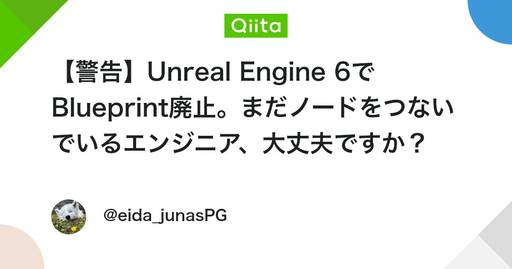 Qiita
【警告】Unreal Engine 6で
Blueprint廃止。まだノードをつない
でいるエンジニア、大丈夫ですか？
@eida_junasPG